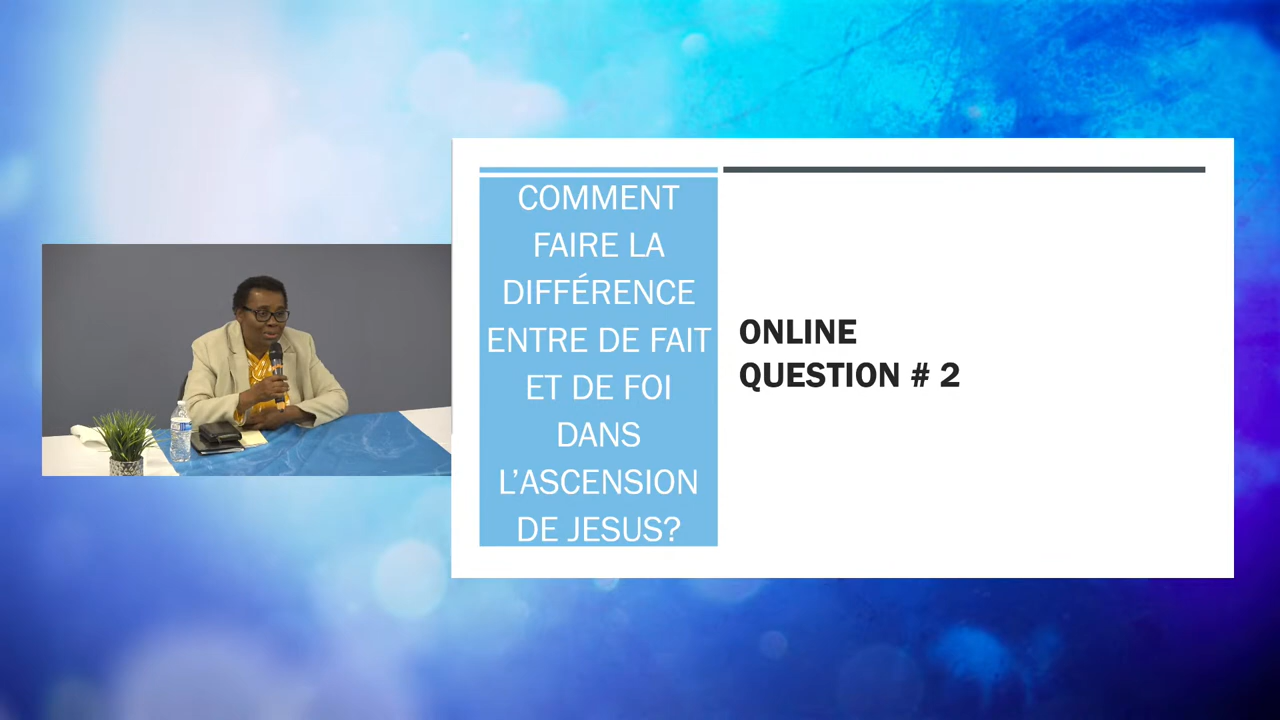 COMMENT
FAIRE LA
DIFFÉRENCE
ENTRE DE FAIT
ET DE FOI
DANS
L'ASCENSION
DE JESUS?
ONLINE
QUESTION # 2